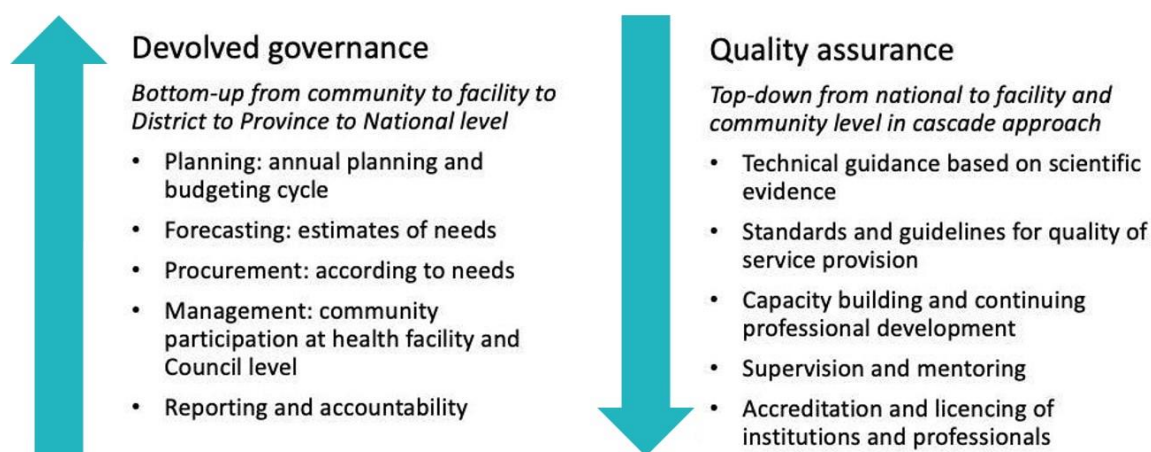 Devolved governance
Bottom-up from community to facility to
District to Province to National level
• Planning: annual planning and
budgeting cycle
• Forecasting: estimates of needs
• Procurement: according to needs
• Management: community
participation at health facility and
Council level
• Reporting and accountability
Quality assurance
Top-down from national to facility and
community level in cascade approach
• Technical guidance based on scientific
evidence
• Standards and guidelines for quality of
service provision
• Capacity building and continuing
professional development
• Supervision and mentoring
• Accreditation and licencing of
institutions and professionals